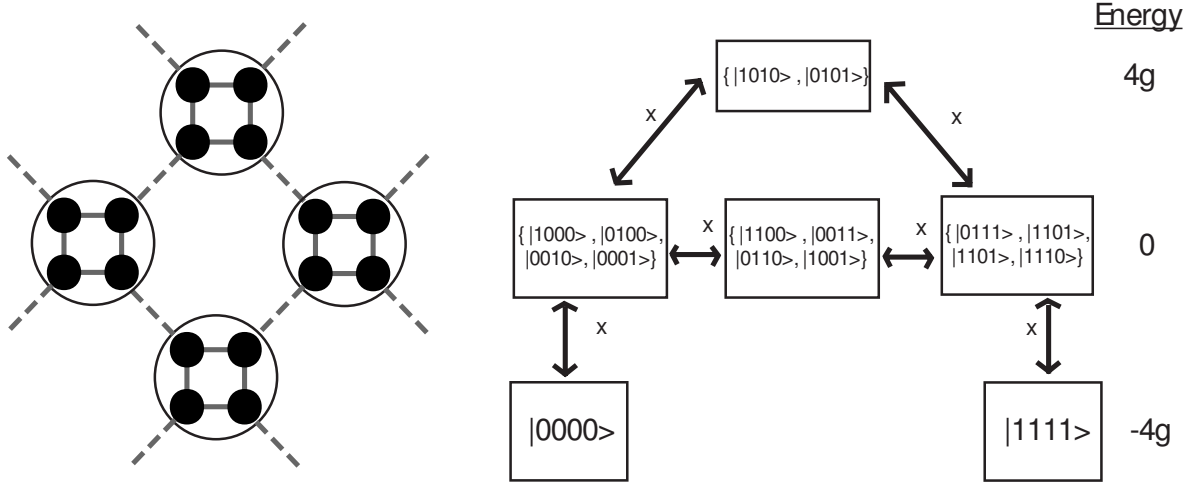 Energy
{ |1010> , |0101>}
4g
x
x
{ |1000> , |0100>,
|0010>, |0001>}
x
{ |1100> , |0011>,
|0110>, |1001>}
x
{ |0111> , |1101>,
|1101>, |1110>}
0
x
x
|0000>
|1111>
-4g